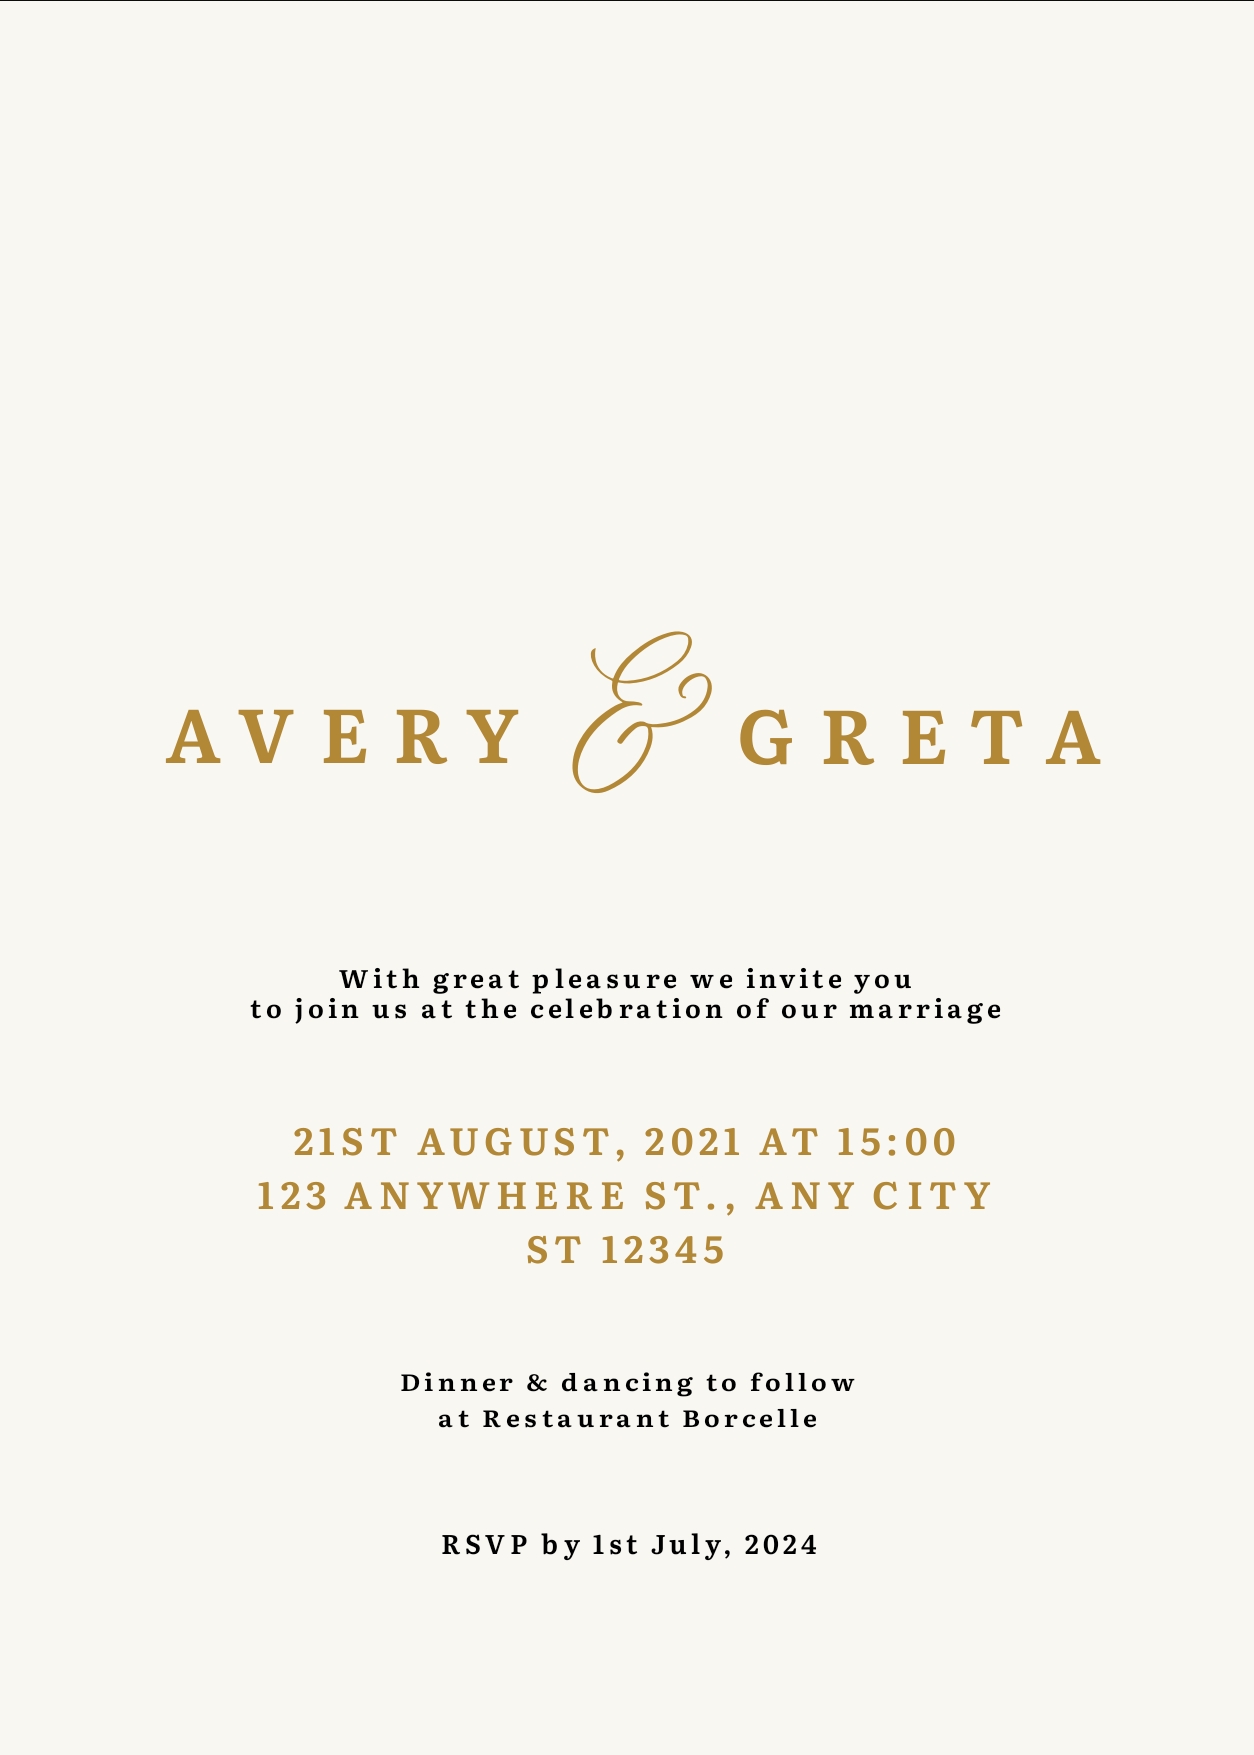 AVERY & GRETA
With great pleasure we invite you
to join us at the celebration of our marriage
21ST AUGUST, 2021 AT 15:00
123 ANYWHERE ST., ANY CITY
ST 12345
Dinner & dancing to follow
at Restaurant Borcelle
RSVP by 1st July, 2024